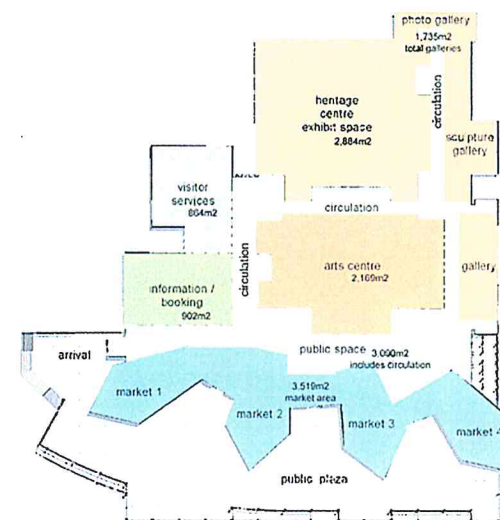 photo gallery
1,735m2
total galleries
circulation
heritage
centre
exhibit space
2,884m2
sculpture
gallery
visitor
services
864m2
circulation
circulation
arts centre
2,169m2
gallery
information /
booking
902m2
arrival
public space
3,090m2
includes circulation
market 1
3,519m2
market area
market 2
market 3
market 4
public plaza